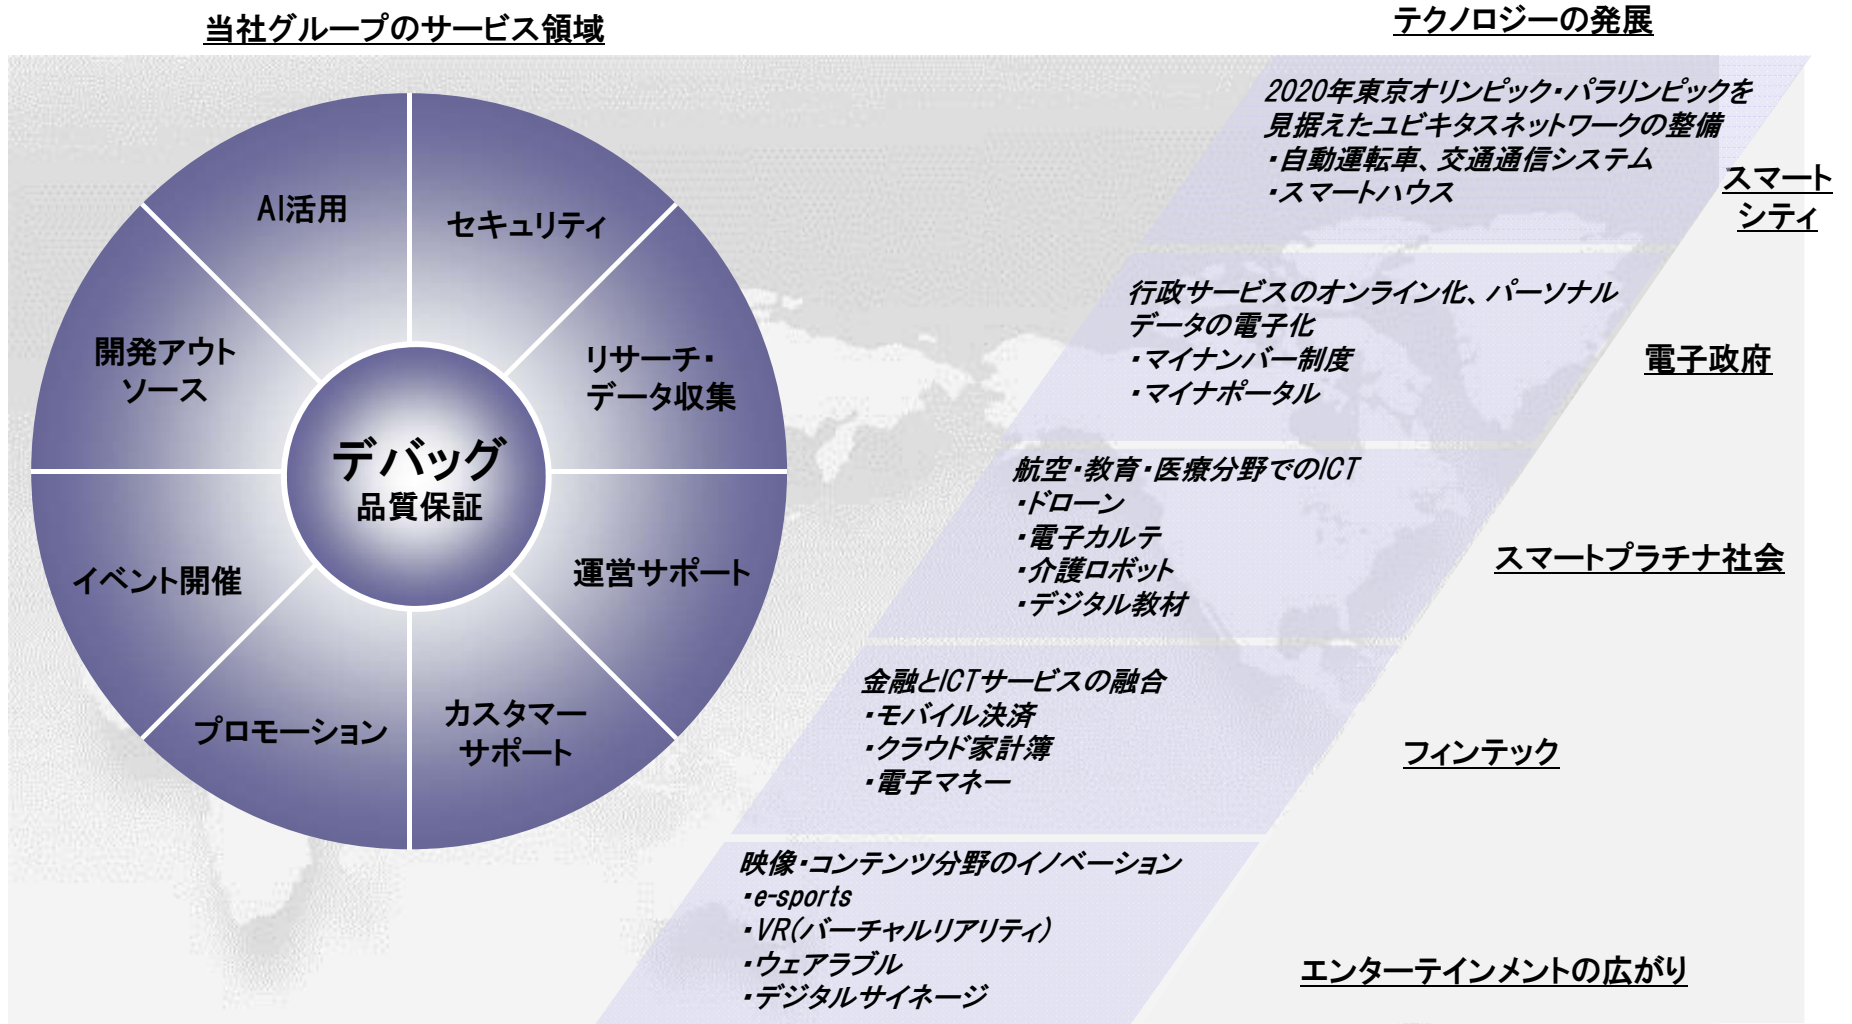 当社グループのサービス領域
AI活用
セキュリティ
開発アウト
ソース
リサーチ・
データ収集
デバッグ
品質保証
イベント開催
運営サポート
プロモーション
カスタマー
サポート
テクノロジーの発展
2020年東京オリンピック・パラリンピックを
見据えたユビキタスネットワークの整備
・自動運転車、交通通信システム
・スマートハウス
スマート
シティ
行政サービスのオンライン化、パーソナル
データの電子化
・マイナンバー制度
・マイナポータル
電子政府
航空・教育・医療分野でのICT
・ドローン
・電子カルテ
・介護ロボット
・デジタル教材
スマートプラチナ社会
金融とICTサービスの融合
・モバイル決済
・クラウド家計簿
・電子マネー
フィンテック
映像・コンテンツ分野のイノベーション
・e-sports
・VR(バーチャルリアリティ)
・ウェアラブル
・デジタルサイネージ
エンターテインメントの広がり